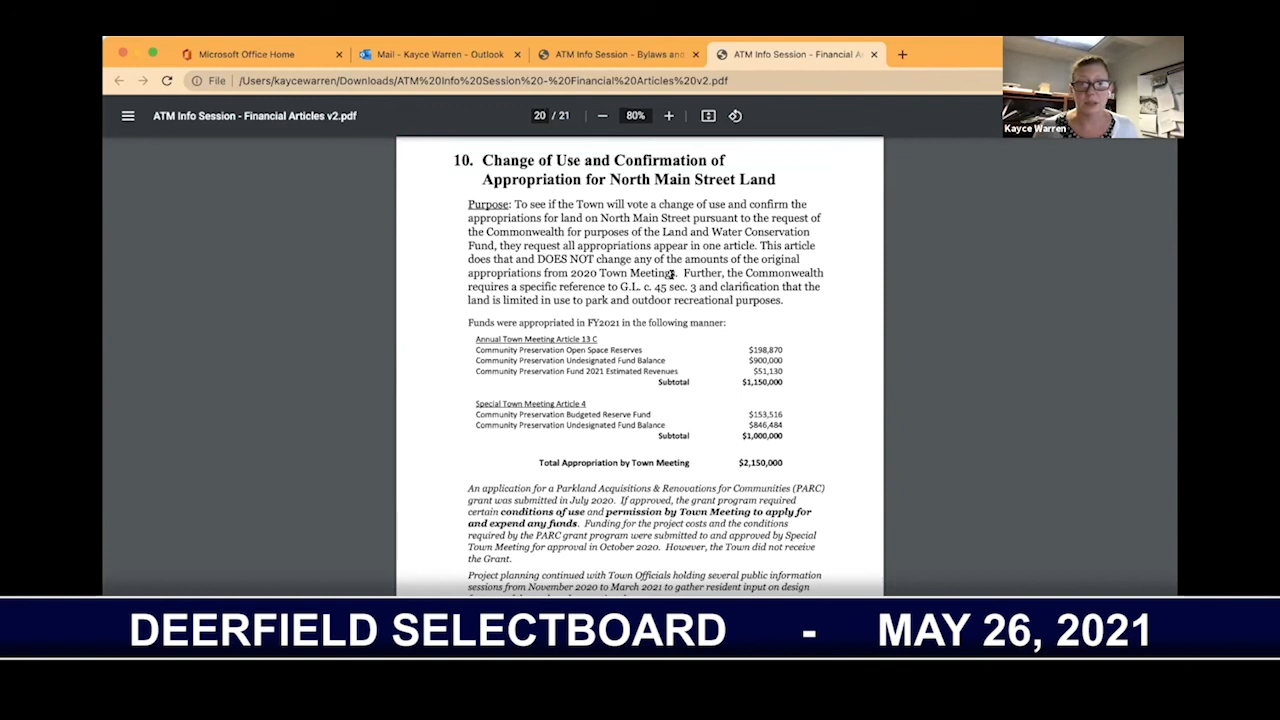 Microsoft Office Home
Mail - Kayce Warren - Outlook
ATM Info Session - Bylaws and
ATM Info Session - Financial A
File /Users/kaycewarren/Downloads/ATM%20Info%20Session%20-%20Financial%20Articles%20v2.pdf
ATM Info Session - Financial Articles v2.pdf
20 / 21
80%
Kayce Warren
10. Change of Use and Confirmation of
Appropriation for North Main Street Land
Purpose: To see if the Town will vote a change of use and confirm the
appropriations for land on North Main Street pursuant to the request of
the Commonwealth for purposes of the Land and Water Conservation
Fund, they request all appropriations appear in one article. This article
does that and DOES NOT change any of the amounts of the original
appropriations from 2020 Town Meetings. Further, the Commonwealth
requires a specific reference to G.L. c. 45 sec. 3 and clarification that the
land is limited in use to park and outdoor recreational purposes.
Funds were appropriated in FY2021 in the following manner:
Annual Town Meeting Article 13 C
Community Preservation Open Space Reserves $198,870
Community Preservation Undesignated Fund Balance $900,000
Community Preservation Fund 2021 Estimated Revenues $51,130
Subtotal $1,150,000
Special Town Meeting Article 4
Community Preservation Budgeted Reserve Fund $153,516
Community Preservation Undesignated Fund Balance $846,484
Subtotal $1,000,000
Total Appropriation by Town Meeting $2,150,000
An application for a Parkland Acquisitions & Renovations for Communities (PARC)
grant was submitted in July 2020. If approved, the grant program required
certain conditions of use and permission by Town Meeting to apply for
and expend any funds. Funding for the project costs and the conditions
required by the PARC grant program were submitted to and approved by Special
Town Meeting for approval in October 2020. However, the Town did not receive
the Grant.
Project planning continued with Town Officials holding several public information
sessions from November 2020 to March 2021 to gather resident input on design
DEERFIELD SELECTBOARD - MAY 26, 2021